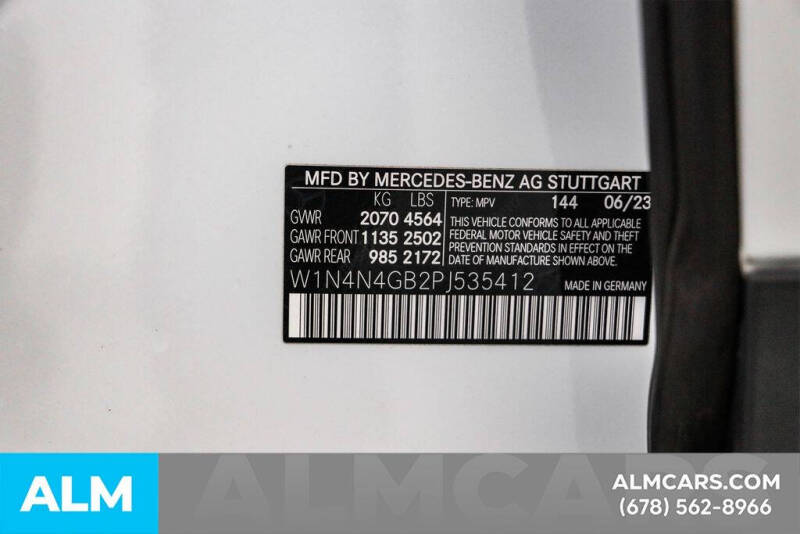 MFD BY MERCEDES-BENZ AG STUTTGART
KG LBS
GVWR 2070 4564
GAWR FRONT 1135 2502
GAWR REAR 985 2172
TYPE: MPV 144 06/23
THIS VEHICLE CONFORMS TO ALL APPLICABLE
FEDERAL MOTOR VEHICLE SAFETY AND THEFT
PREVENTION STANDARDS IN EFFECT ON THE
DATE OF MANUFACTURE SHOWN ABOVE.
W1N4N4GB2PJ535412 MADE IN GERMANY
ALM
ALMCARS
ALMCARS.COM
(678) 562-8966